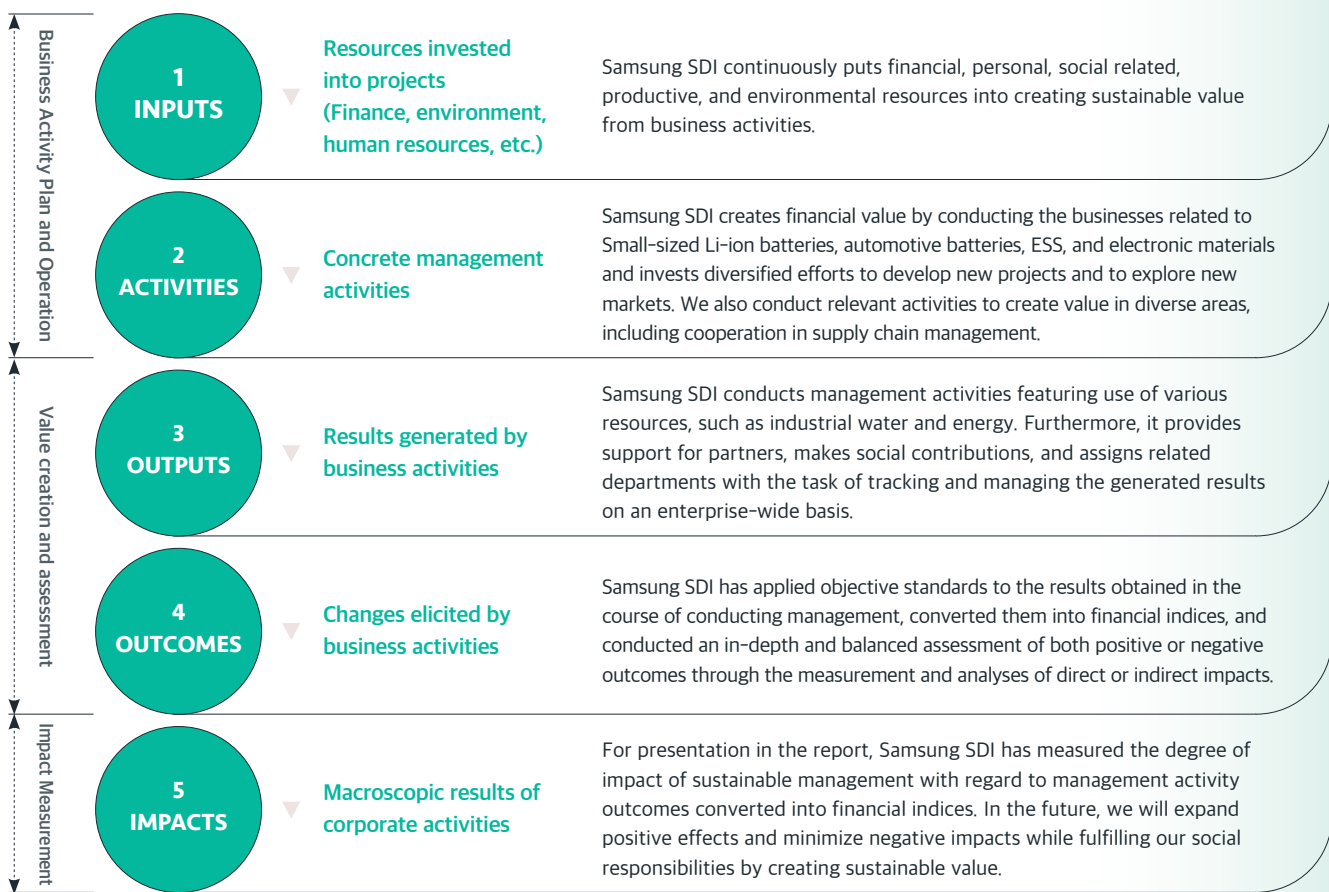 Business Activity Plan and Operation
1
INPUTS
Resources invested
into projects
(Finance, environment,
human resources, etc.)
Samsung SDI continuously puts financial, personal, social related,
productive, and environmental resources into creating sustainable value
from business activities.
2
ACTIVITIES
Concrete management
activities
Samsung SDI creates financial value by conducting the businesses related to
Small-sized Li-ion batteries, automotive batteries, ESS, and electronic materials
and invests diversified efforts to develop new projects and to explore new
markets. We also conduct relevant activities to create value in diverse areas,
including cooperation in supply chain management.
Value creation and assessment
3
OUTPUTS
Results generated by
business activities
Samsung SDI conducts management activities featuring use of various
resources, such as industrial water and energy. Furthermore, it provides
support for partners, makes social contributions, and assigns related
departments with the task of tracking and managing the generated results
on an enterprise-wide basis.
4
OUTCOMES
Changes elicited by
business activities
Samsung SDI has applied objective standards to the results obtained in the
course of conducting management, converted them into financial indices, and
conducted an in-depth and balanced assessment of both positive or negative
outcomes through the measurement and analyses of direct or indirect impacts.
Impact Measurement
5
IMPACTS
Macroscopic results of
corporate activities
For presentation in the report, Samsung SDI has measured the degree of
impact of sustainable management with regard to management activity
outcomes converted into financial indices. In the future, we will expand
positive effects and minimize negative impacts while fulfilling our social
responsibilities by creating sustainable value.